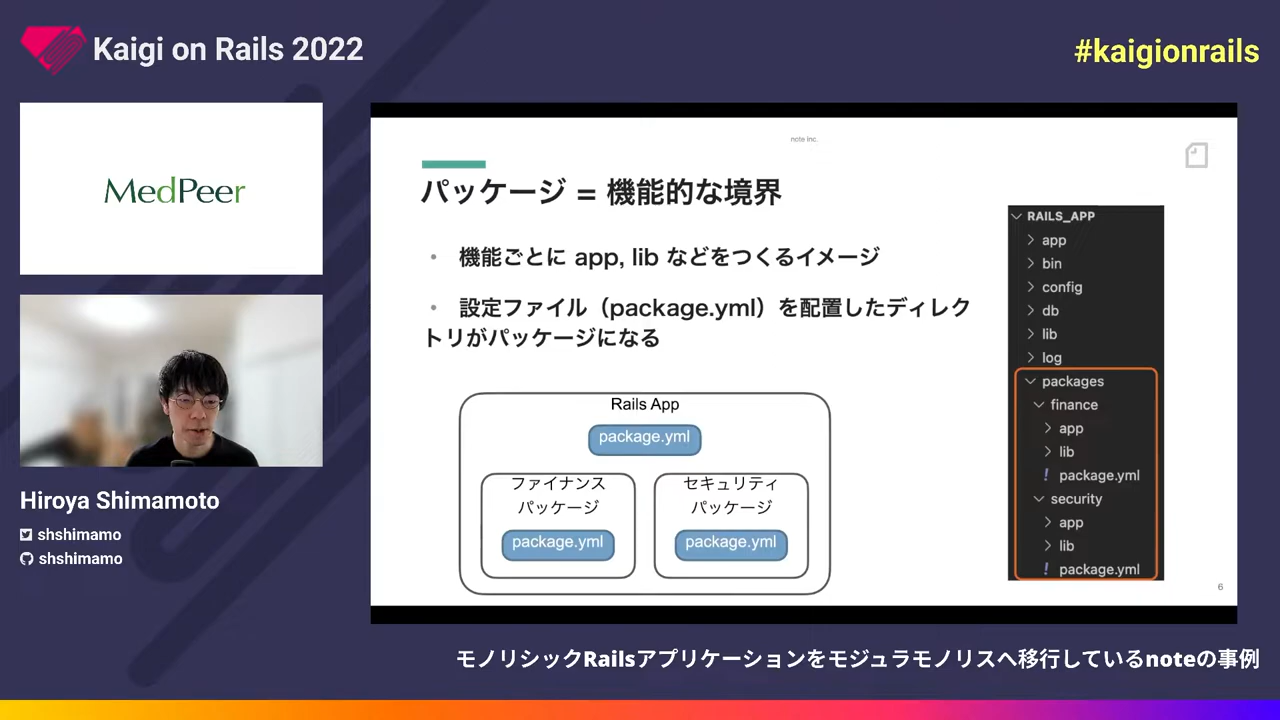 Kaigi on Rails 2022
#kaigionrails
MedPeer
Hiroya Shimamoto
shshimamo
shshimamo
note inc.
パッケージ = 機能的な境界
• 機能ごとに app, lib などをつくるイメージ
• 設定ファイル（package.yml）を配置したディレク
トリがパッケージになる
Rails App
package.yml
ファイナンス
パッケージ
package.yml
セキュリティ
パッケージ
package.yml
RAILS_APP
app
bin
config
db
lib
log
packages
finance
app
lib
! package.yml
security
app
lib
! package.yml
6
モノリシックRailsアプリケーションをモジュラモノリスへ移行しているnoteの事例